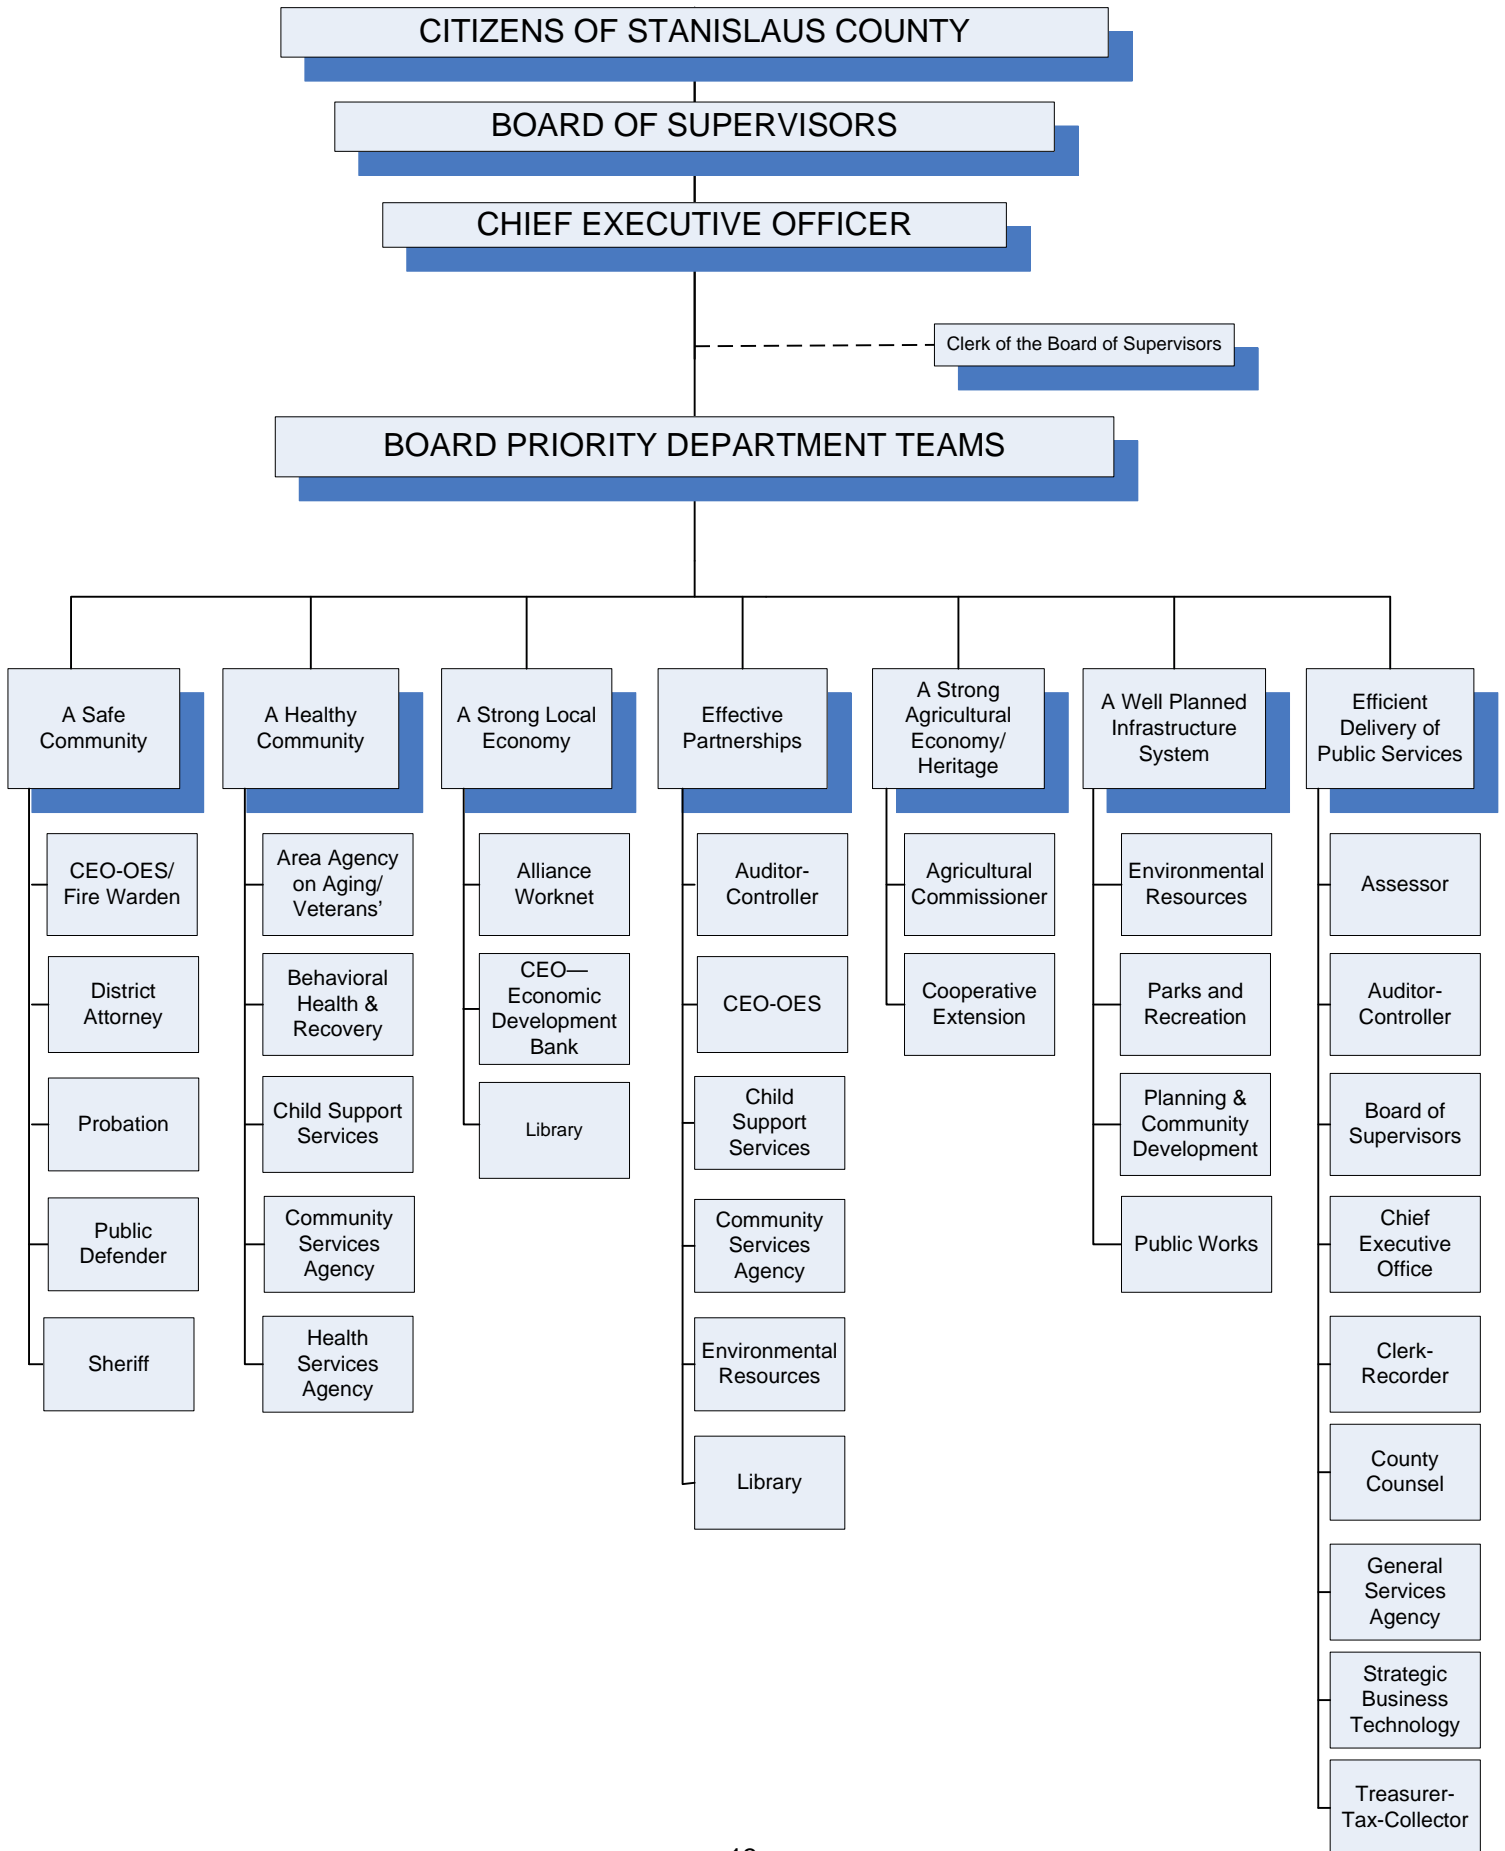 CITIZENS OF STANISLAUS COUNTY
BOARD OF SUPERVISORS
CHIEF EXECUTIVE OFFICER
Clerk of the Board of Supervisors
BOARD PRIORITY DEPARTMENT TEAMS
A Safe
Community
CEO-OES/
Fire Warden
District
Attorney
Probation
Public
Defender
Sheriff
A Healthy
Community
Area Agency
on Aging/
Veterans’
Behavioral
Health &
Recovery
Child Support
Services
Community
Services
Agency
Health
Services
Agency
A Strong Local
Economy
Alliance
Worknet
CEO—
Economic
Development
Bank
Library
Effective
Partnerships
Auditor-
Controller
CEO-OES
Child
Support
Services
Community
Services
Agency
Environmental
Resources
Library
A Strong
Agricultural
Economy/
Heritage
Agricultural
Commissioner
Cooperative
Extension
A Well Planned
Infrastructure
System
Environmental
Resources
Parks and
Recreation
Planning &
Community
Development
Public Works
Efficient
Delivery of
Public Services
Assessor
Auditor-
Controller
Board of
Supervisors
Chief
Executive
Office
Clerk-
Recorder
County
Counsel
General
Services
Agency
Strategic
Business
Technology
Treasurer-
Tax-Collector